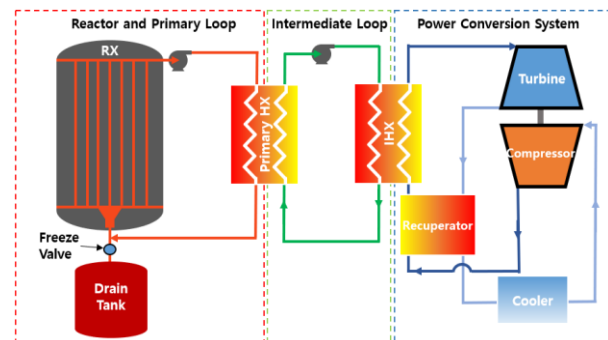 Reactor and Primary Loop
Intermediate Loop
Power Conversion System
RX
Turbine
Primary HX
IHX
Compressor
Recuperator
Freeze
Valve
Drain
Tank
Cooler